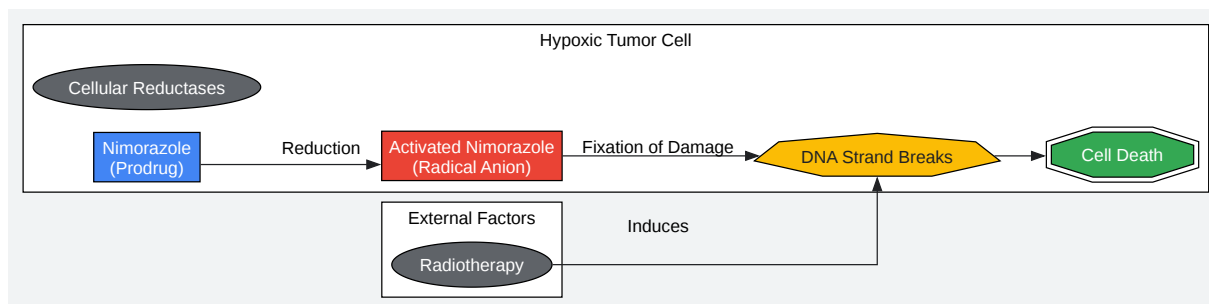 Hypoxic Tumor Cell
Cellular Reductases
Nimorazole
(Prodrug)
Reduction
Activated Nimorazole
(Radical Anion)
Fixation of Damage
DNA Strand Breaks
Cell Death
External Factors
Radiotherapy
Induces